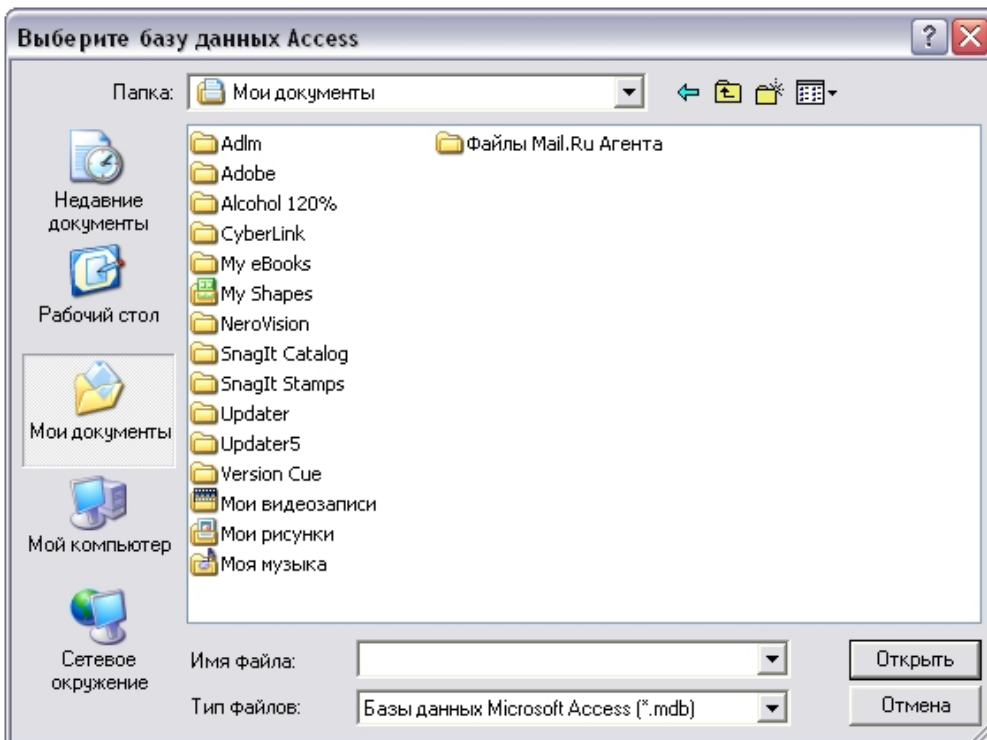 Выберите базу данных Access
Папка: Мои документы
Недавние
документы
Рабочий стол
Мои документы
Мой компьютер
Сетевое
окружение
Adlm
Adobe
Alcohol 120%
CyberLink
My eBooks
My Shapes
NeroVision
SnagIt Catalog
SnagIt Stamps
Updater
Updater5
Version Cue
Мои видеозаписи
Мои рисунки
Моя музыка
Файлы Mail.Ru Агента
Имя файла:
Открыть
Тип файлов: Базы данных Microsoft Access (*.mdb)
Отмена